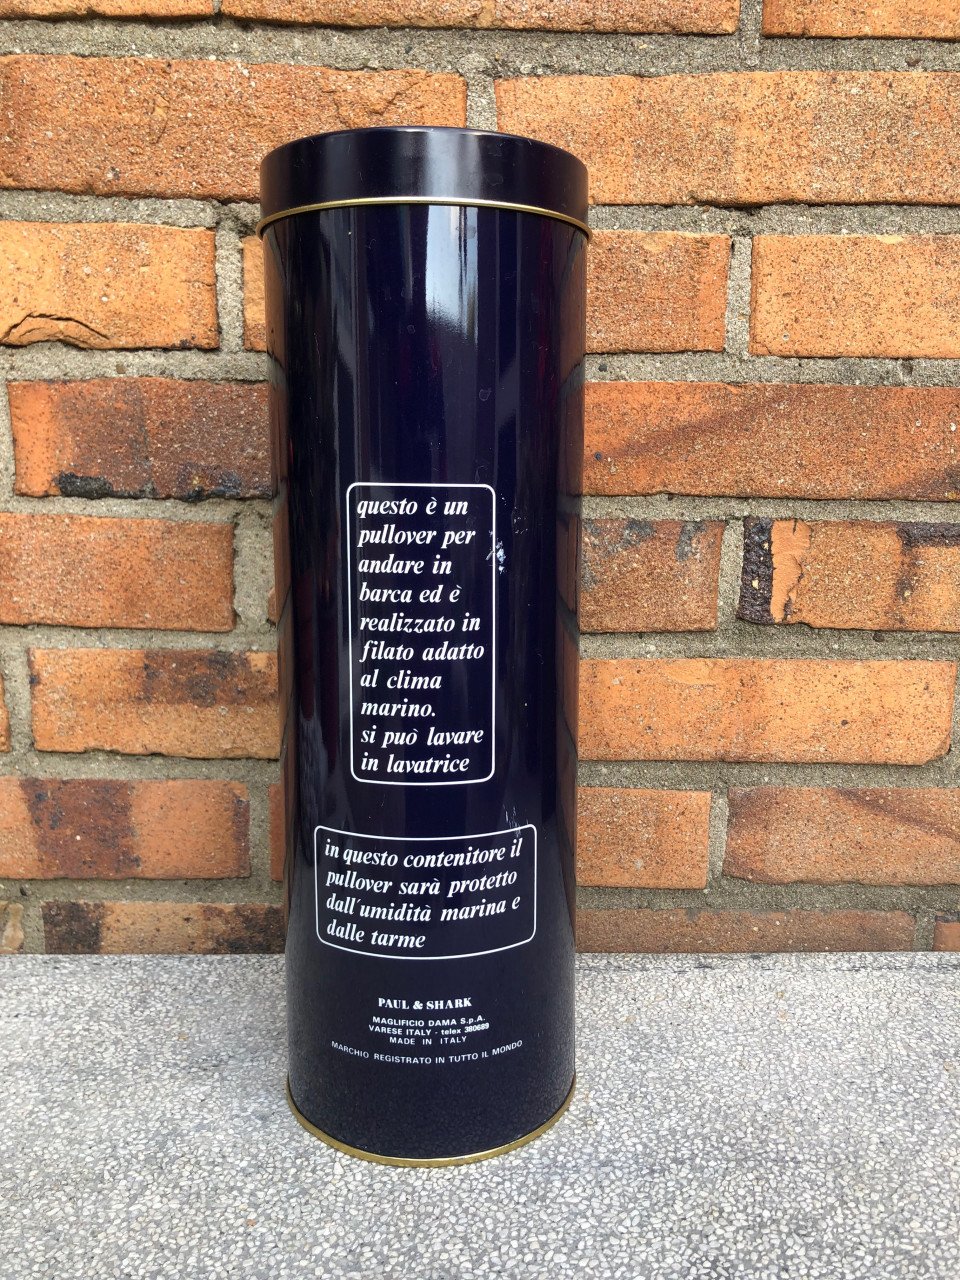 questo è un
pullover per
andare in
barca ed è
realizzato in
filato adatto
al clima
marino.
si può lavare
in lavatrice
in questo contenitore il
pullover sarà protetto
dall'umidità marina e
dalle tarme
PAUL & SHARK
MAGLIFICIO DAMA S.p.A.
VARESE ITALY - telex 380689
MADE IN ITALY
MARCHIO REGISTRATO IN TUTTO IL MONDO